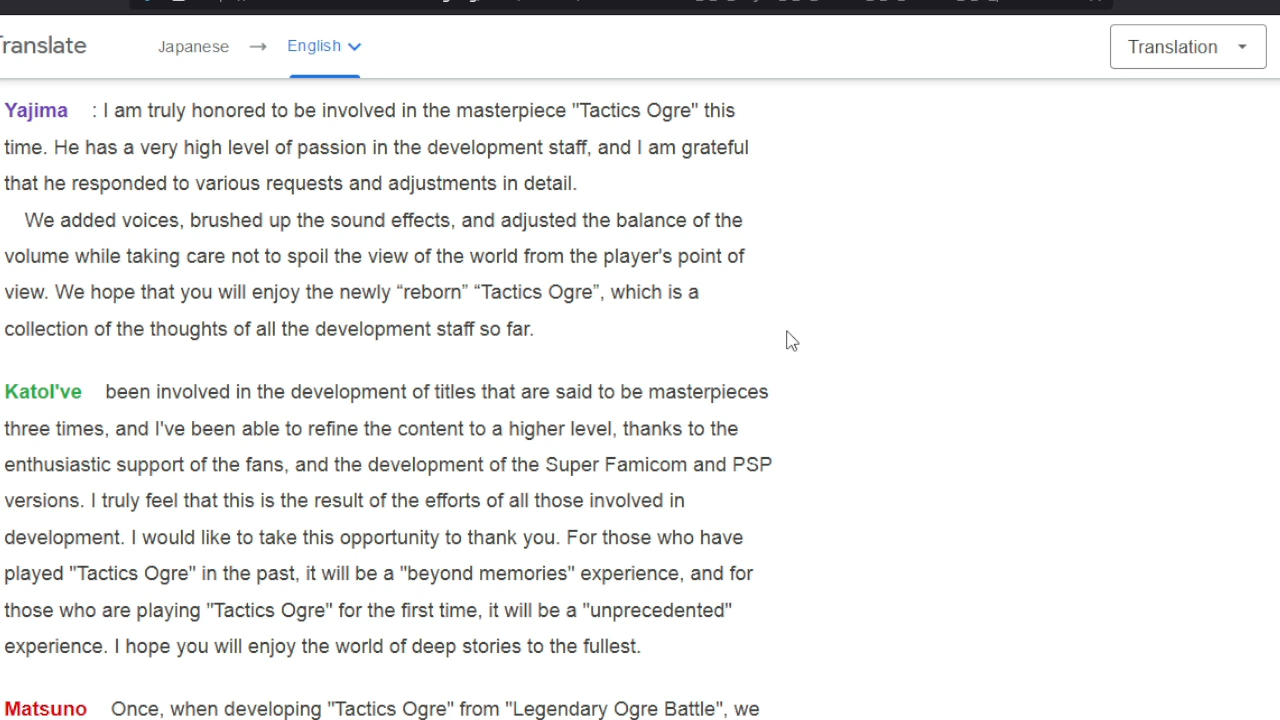 ranslate
Japanese → English
Translation
Yajima : I am truly honored to be involved in the masterpiece "Tactics Ogre" this
time. He has a very high level of passion in the development staff, and I am grateful
that he responded to various requests and adjustments in detail.
We added voices, brushed up the sound effects, and adjusted the balance of the
volume while taking care not to spoil the view of the world from the player's point of
view. We hope that you will enjoy the newly “reborn” “Tactics Ogre”, which is a
collection of the thoughts of all the development staff so far.
KatoI've been involved in the development of titles that are said to be masterpieces
three times, and I've been able to refine the content to a higher level, thanks to the
enthusiastic support of the fans, and the development of the Super Famicom and PSP
versions. I truly feel that this is the result of the efforts of all those involved in
development. I would like to take this opportunity to thank you. For those who have
played "Tactics Ogre" in the past, it will be a "beyond memories" experience, and for
those who are playing "Tactics Ogre" for the first time, it will be a "unprecedented"
experience. I hope you will enjoy the world of deep stories to the fullest.
Matsuno Once, when developing "Tactics Ogre" from "Legendary Ogre Battle", we